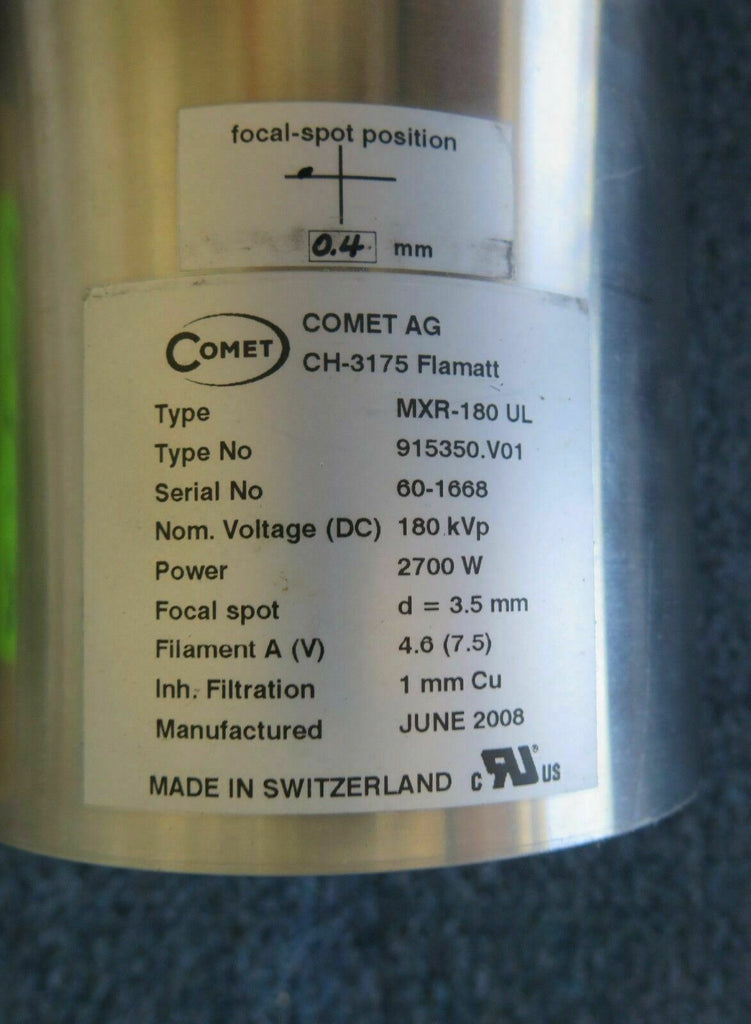 focal-spot position
0.4 mm
COMET
COMET AG
CH-3175 Flamatt
Type MXR-180 UL
Type No 915350.V01
Serial No 60-1668
Nom. Voltage (DC) 180 kVp
Power 2700 W
Focal spot d = 3.5 mm
Filament A (V) 4.6 (7.5)
Inh. Filtration 1 mm Cu
Manufactured JUNE 2008
MADE IN SWITZERLAND c RU® US